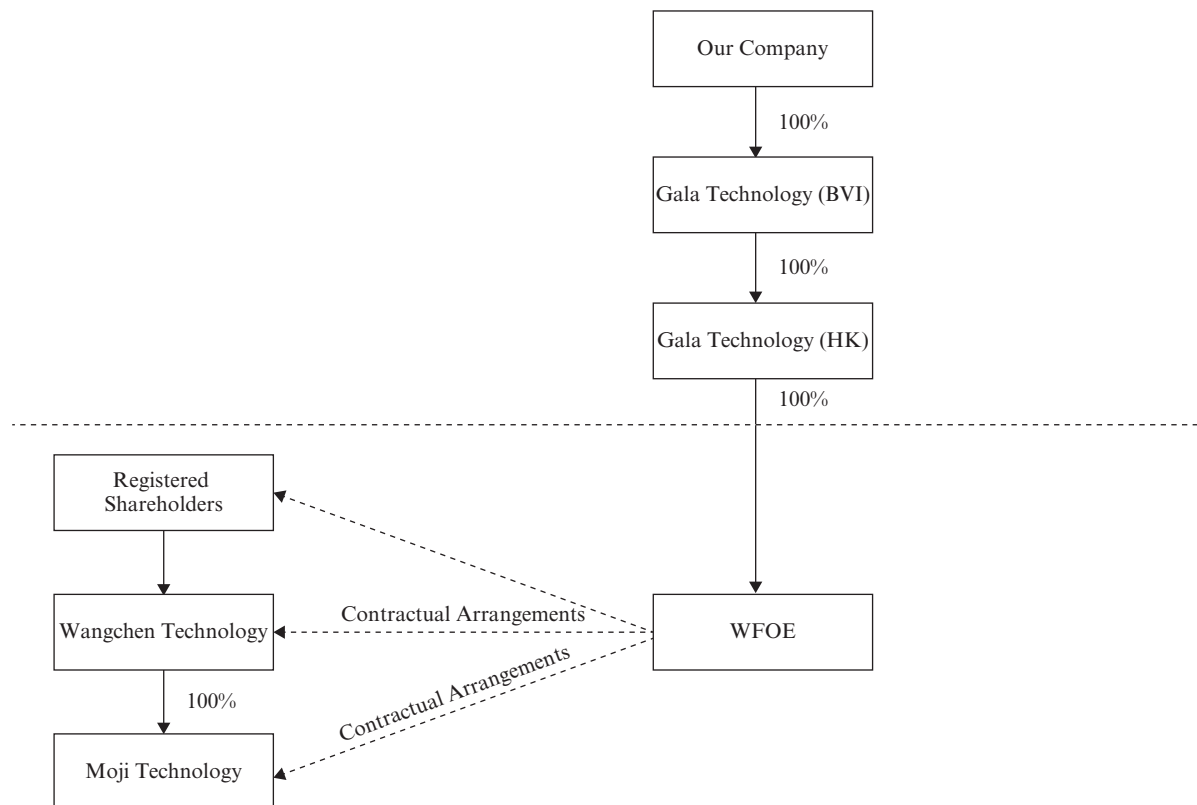 Our Company
100%
Gala Technology (BVI)
100%
Gala Technology (HK)
100%
Registered
Shareholders
Wangchen Technology
Contractual Arrangements
WFOE
Contractual Arrangements
100%
Moji Technology